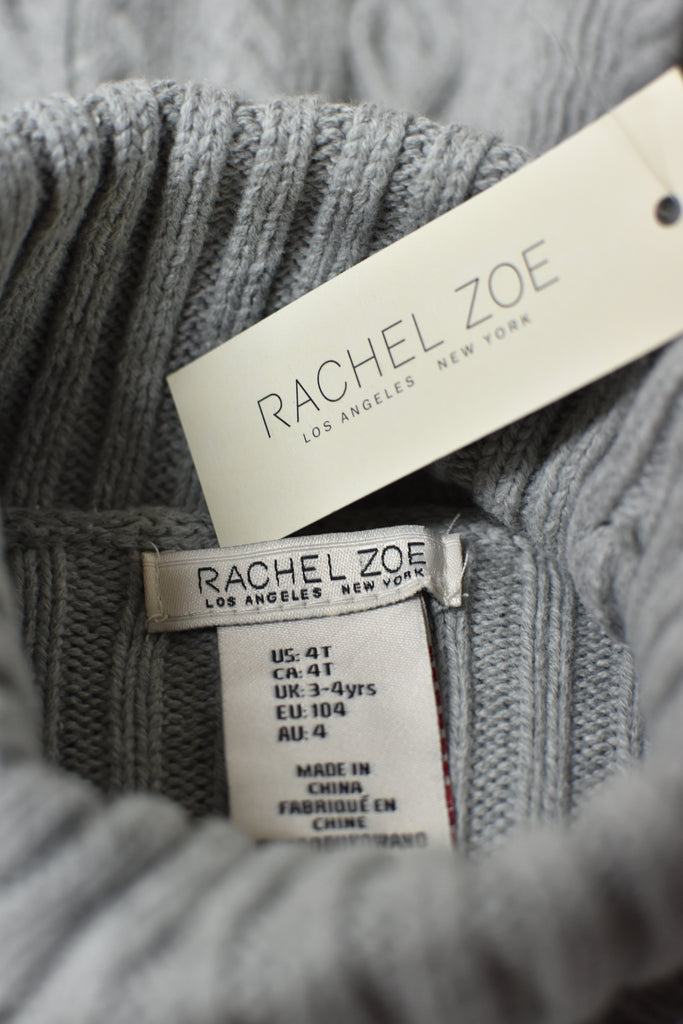 RACHEL ZOE
LOS ANGELES NEW YORK
RACHEL ZOE
LOS ANGELES NEW YORK
US: 4T
CA: 4T
UK: 3-4yrs
EU: 104
AU: 4
MADE IN
CHINA
FABRIQUÉ EN
CHINE